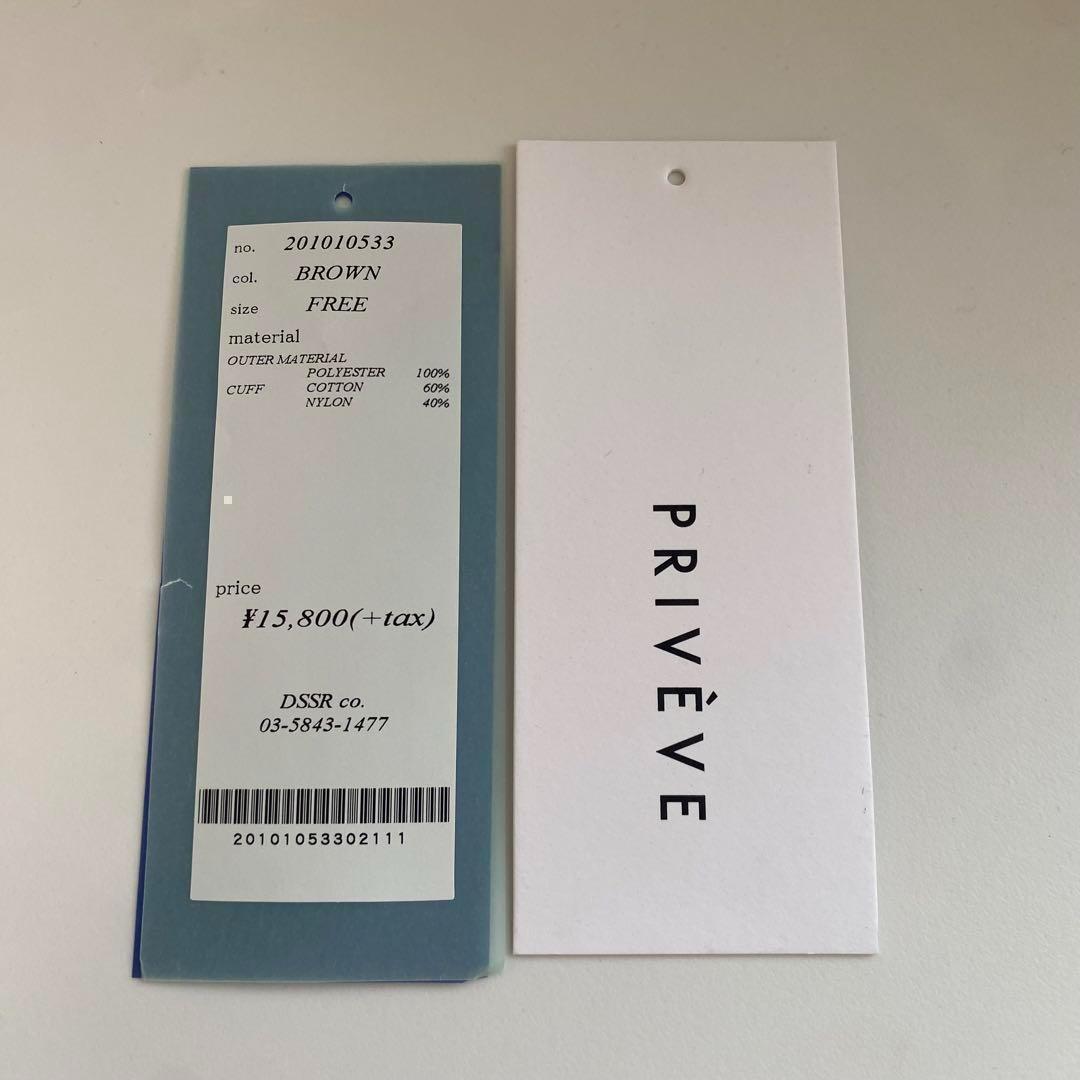 no. 201010533
col. BROWN
size FREE
material
OUTER MATERIAL
POLYESTER 100%
CUFF COTTON 60%
NYLON 40%
price
¥15,800(+tax)
DSSR co.
03-5843-1477
20101053302111
PRIVÈVE